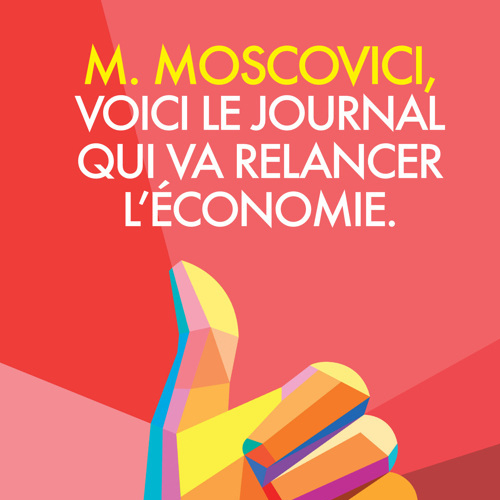 M. MOSCOVICI,
VOICI LE JOURNAL
QUI VA RELANCER
L’ÉCONOMIE.